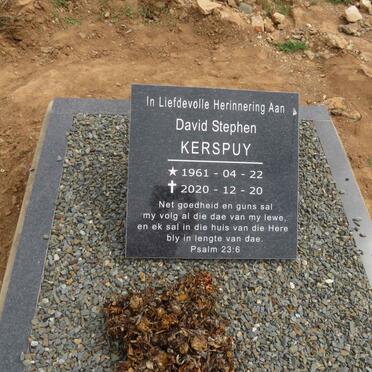 In Liefdevolle Herinnering Aan
David Stephen
KERSPUY
★ 1961 - 04 - 22
✝ 2020 - 12 - 20
Net goedheid en guns sal
my volg al die dae van my lewe,
en ek sal in die huis van die Here
bly in lengte van dae.
Psalm 23:6